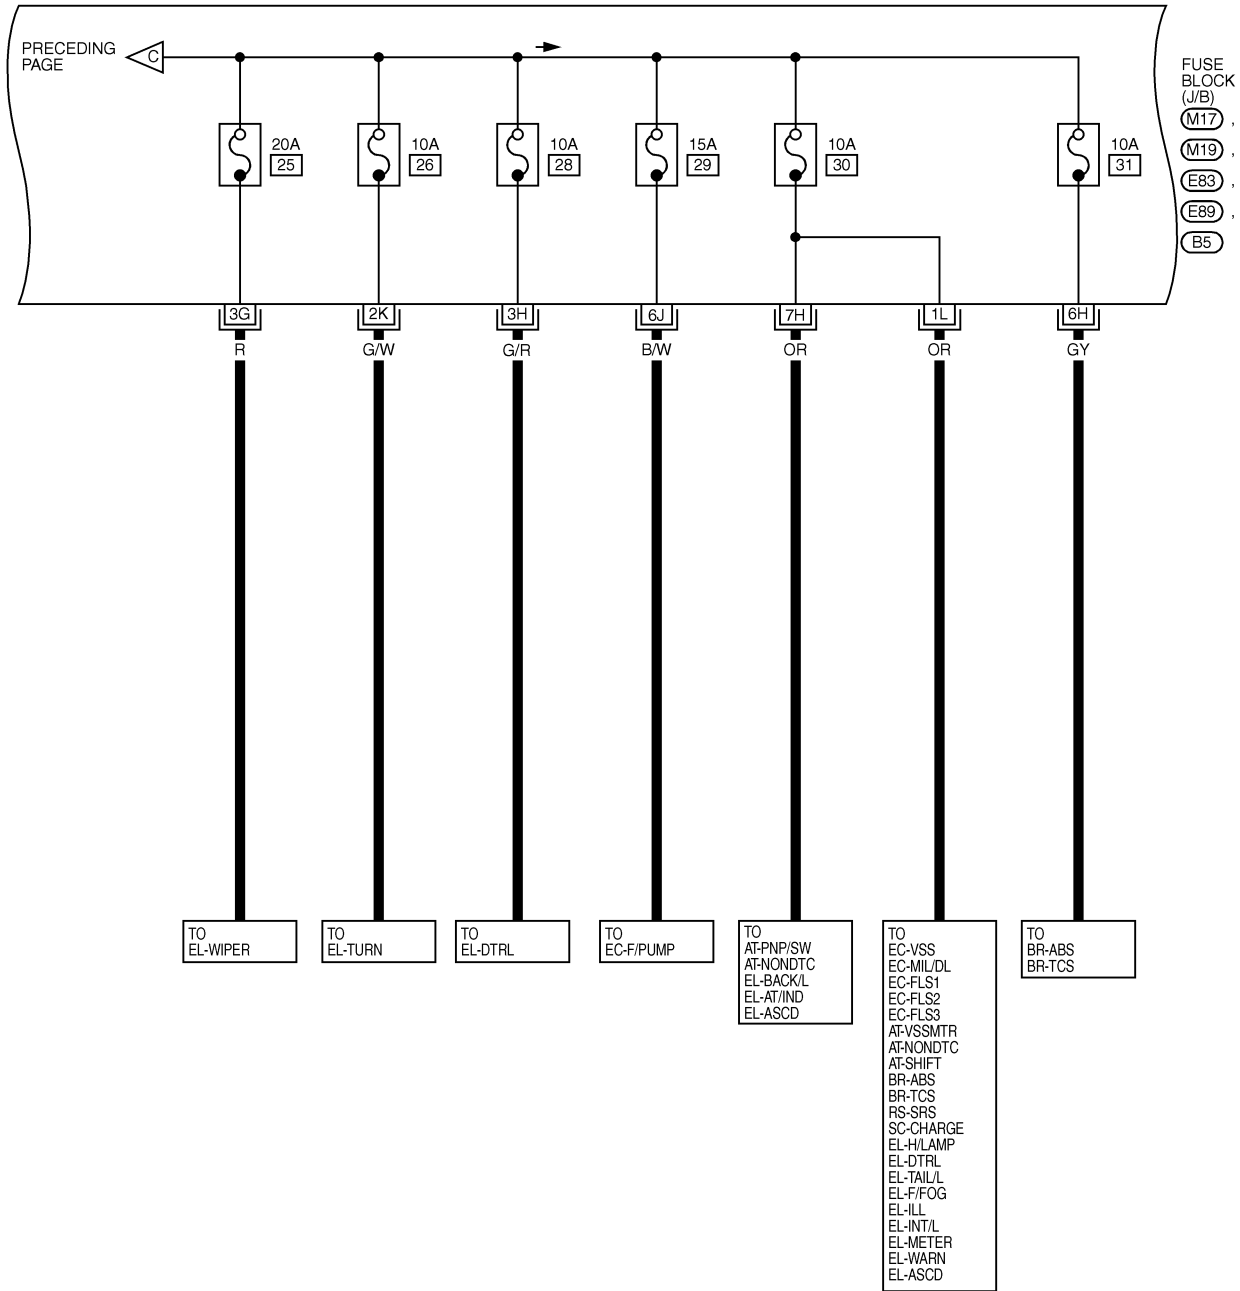 PRECEDING
PAGE
C
FUSE
BLOCK
(J/B)
M17 ,
M19 ,
E83 ,
E89 ,
B5
20A
25
10A
26
10A
28
15A
29
10A
30
10A
31
3G
2K
3H
6J
7H
1L
6H
R
G/W
G/R
B/W
OR
OR
GY
TO
EL-WIPER
TO
EL-TURN
TO
EL-DTRL
TO
EC-F/PUMP
TO
AT-PNP/SW
AT-NONDTC
EL-BACK/L
EL-AT/IND
EL-ASCD
TO
EC-VSS
EC-MIL/DL
EC-FLS1
EC-FLS2
EC-FLS3
AT-VSSMTR
AT-NONDTC
AT-SHIFT
BR-ABS
BR-TCS
RS-SRS
SC-CHARGE
EL-H/LAMP
EL-DTRL
EL-TAIL/L
EL-F/FOG
EL-ILL
EL-INT/L
EL-METER
EL-WARN
EL-ASCD
TO
BR-ABS
BR-TCS